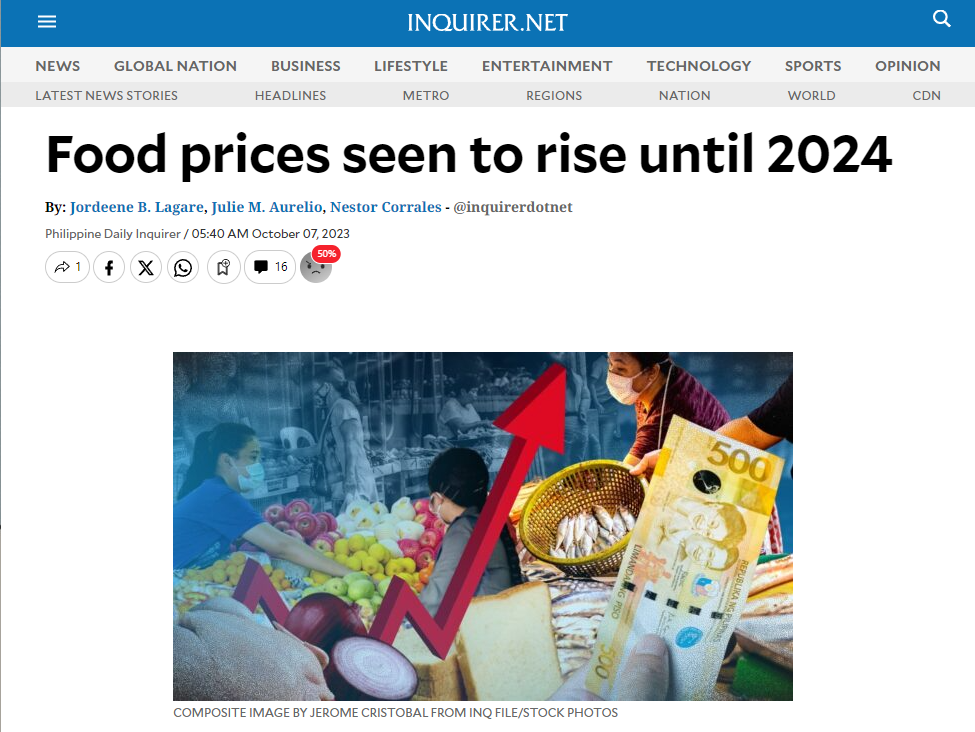 INQUIRER.NET
NEWS GLOBAL NATION BUSINESS LIFESTYLE ENTERTAINMENT TECHNOLOGY SPORTS OPINION
LATEST NEWS STORIES HEADLINES METRO REGIONS NATION WORLD CDN
Food prices seen to rise until 2024
By: Jordeene B. Lagare, Julie M. Aurelio, Nestor Corrales - @inquirerdotnet
Philippine Daily Inquirer / 05:40 AM October 07, 2023
50%
1 16
500
REPUBLIKA NG PILIPINAS
LIMANDAANG PISO
500
COMPOSITE IMAGE BY JEROME CRISTOBAL FROM INQ FILE/STOCK PHOTOS